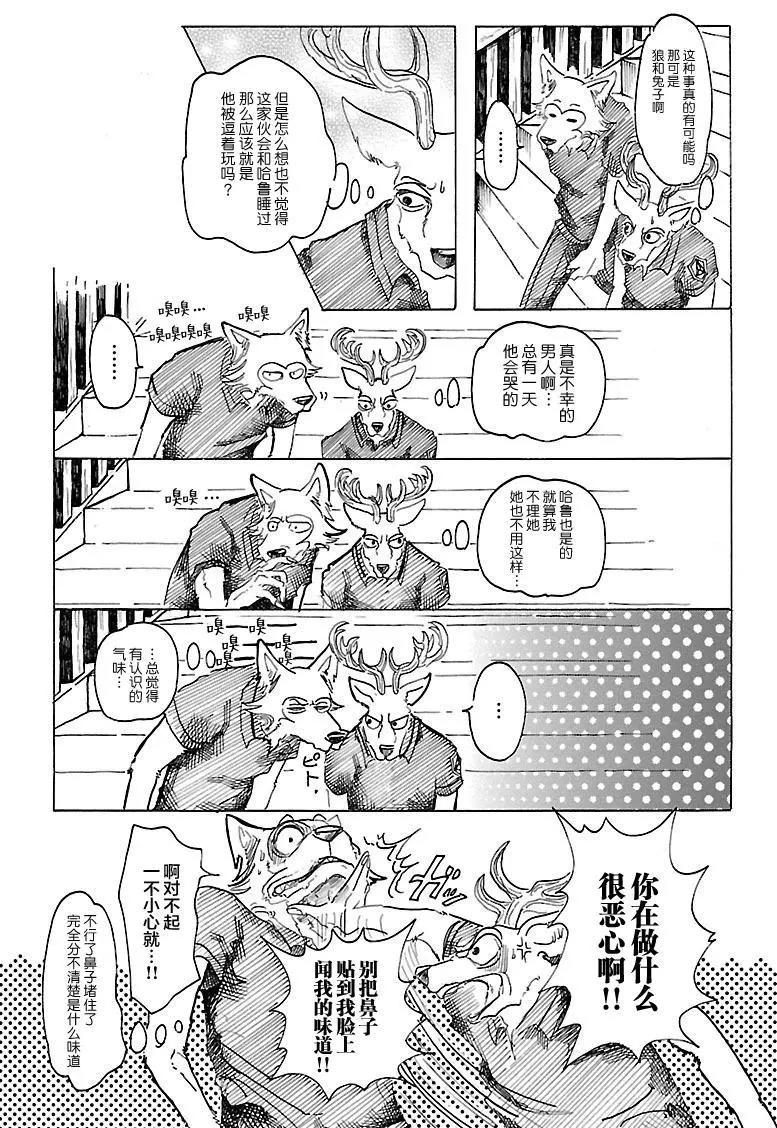 这种事真的有可能吗
那可是
狼和兔子啊
⋯⋯
但是怎么想也不觉得
这家伙会和哈鲁睡过
那么应该就是
他被逗着玩吗？
真是不幸的
男人啊⋯
总有一天
他会哭的
嗅嗅⋯
嗅嗅嗅嗅
⋯⋯
哈鲁也是的
就算我
不理她
她也不用这样⋯
嗅嗅⋯
⋯
嗅嗅
嗅嗅
⋯总觉得
有认识的
气味⋯
ピト
你在做什么
很恶心啊!!
ガッ
别把鼻子
贴到我脸上
闻我的味道!!
啊对不起
一不小心就⋯!!
不行了鼻子堵住了
完全分不清楚是什么味道